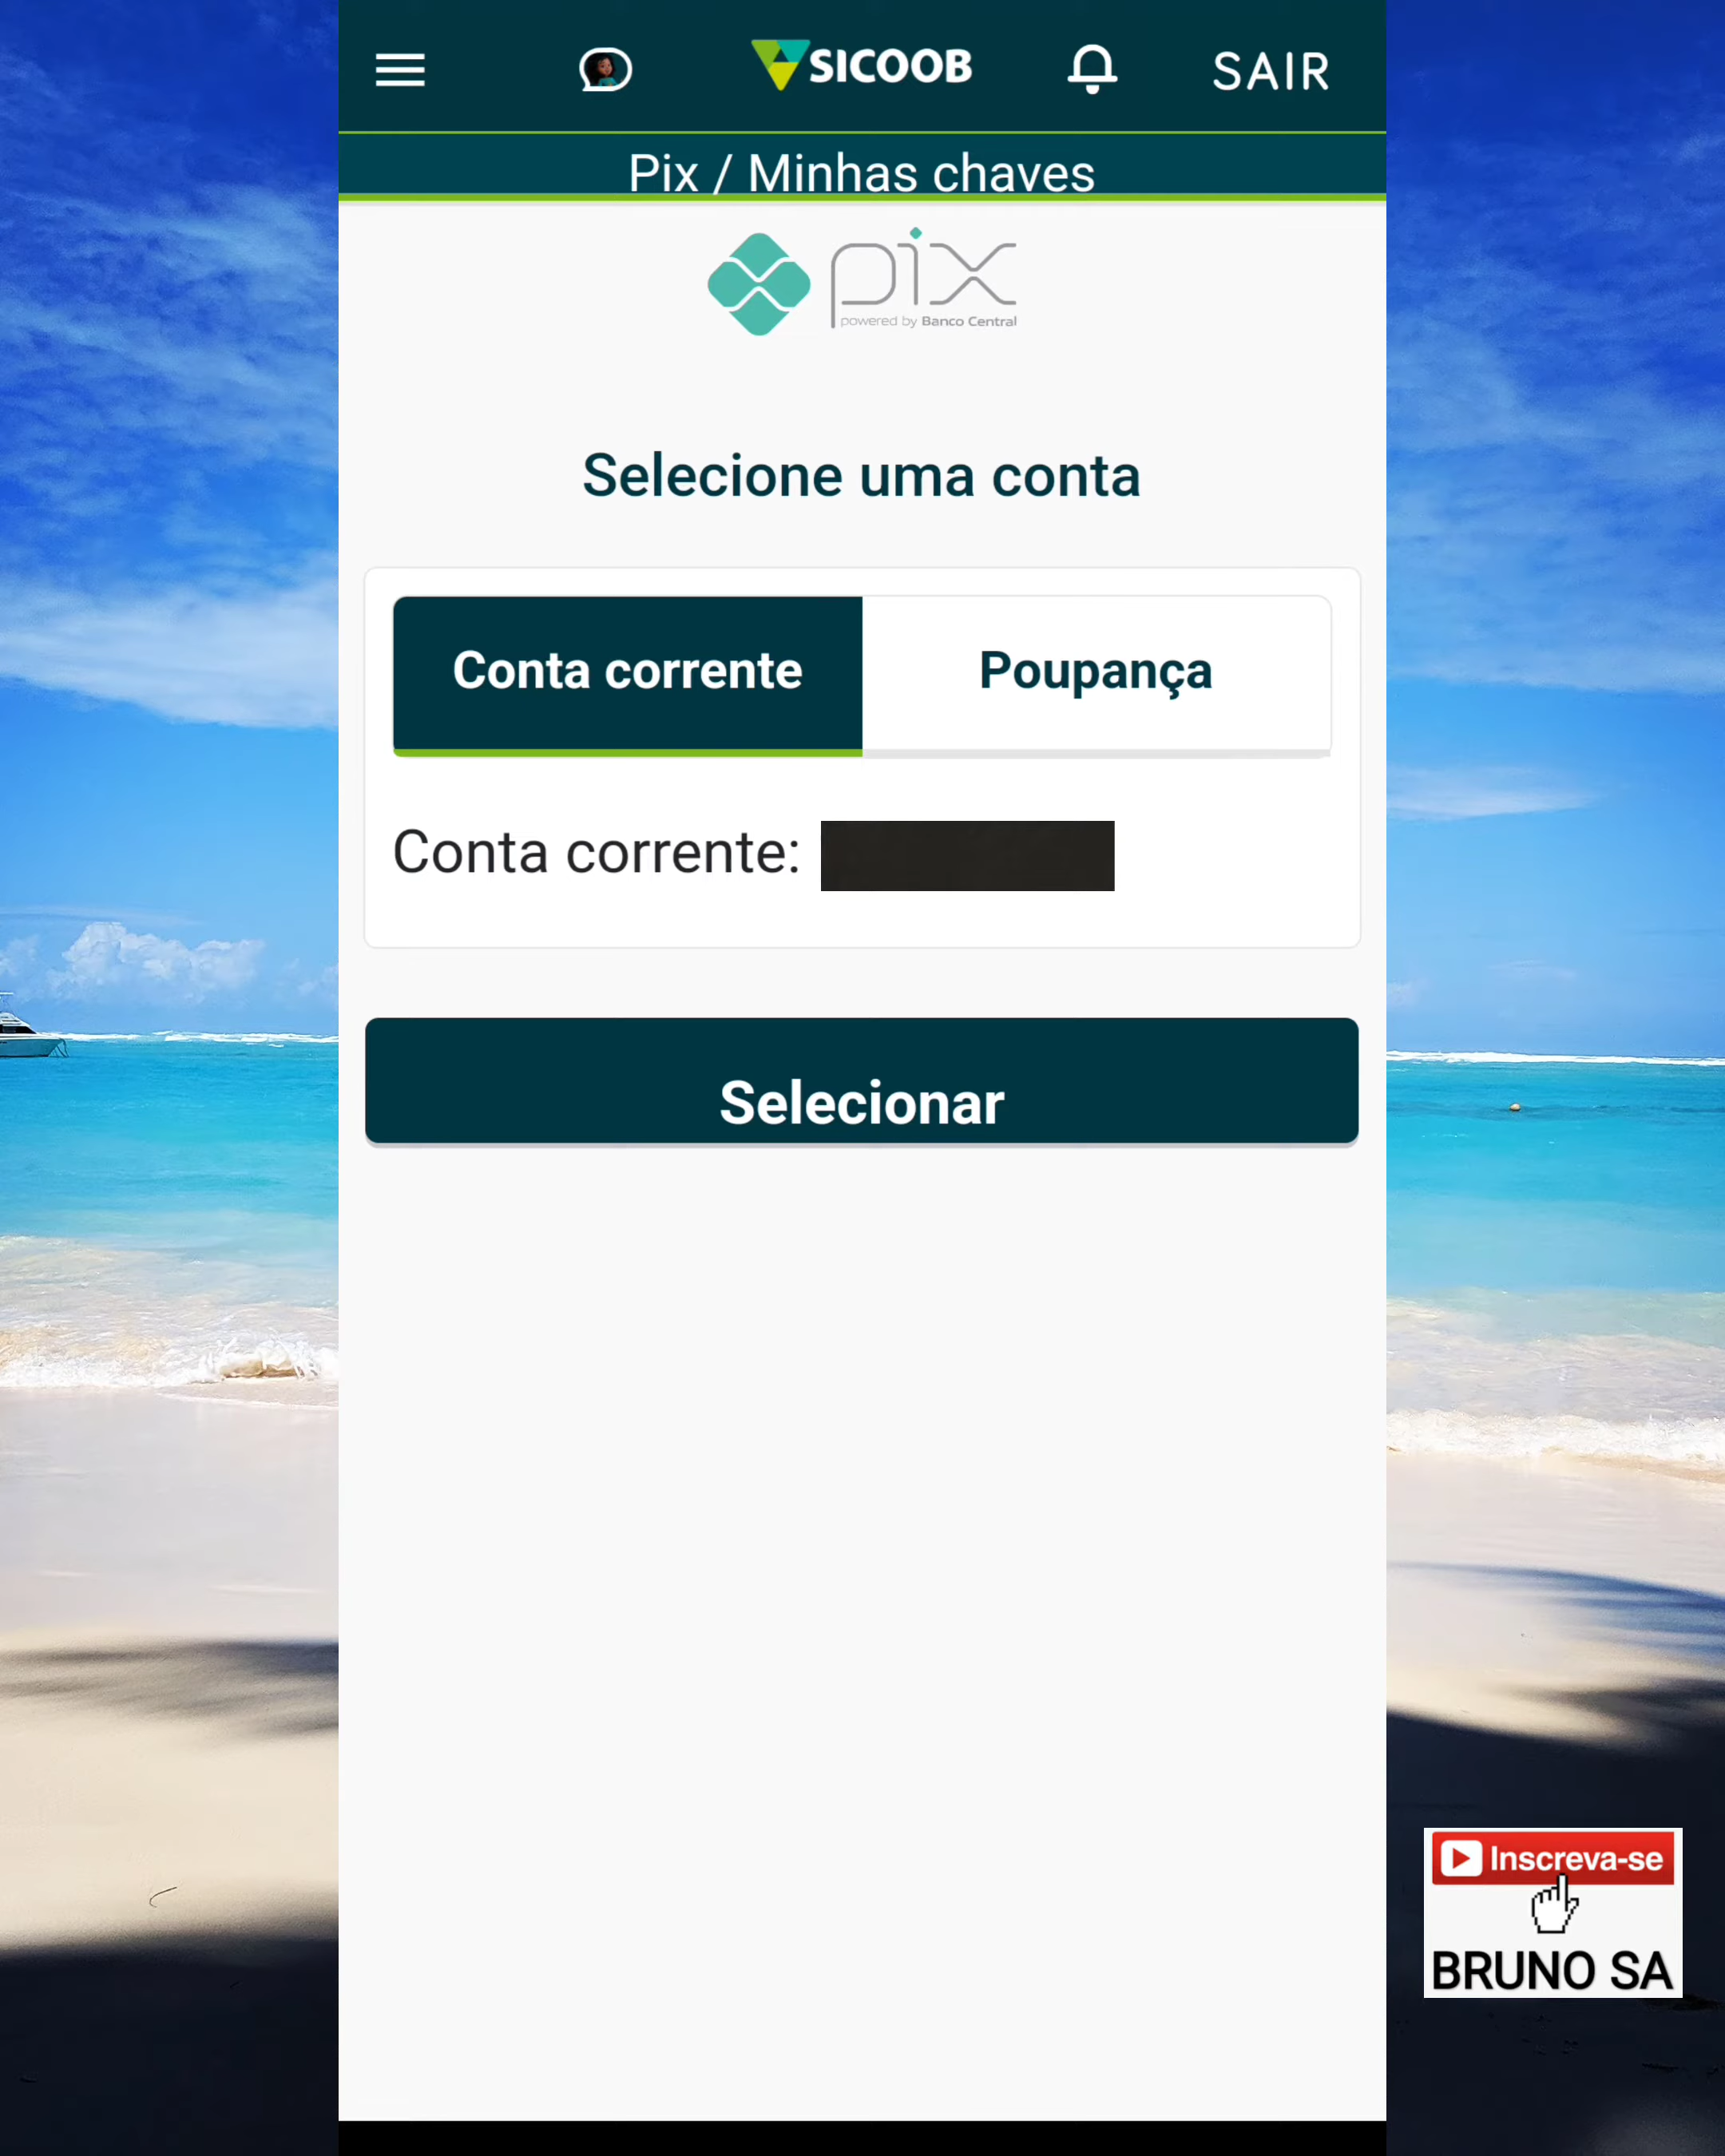 SICOOB
SAIR
Pix / Minhas chaves
pix
powered by Banco Central
Selecione uma conta
Conta corrente
Poupança
Conta corrente:
Selecionar
Inscreva-se
BRUNO SA